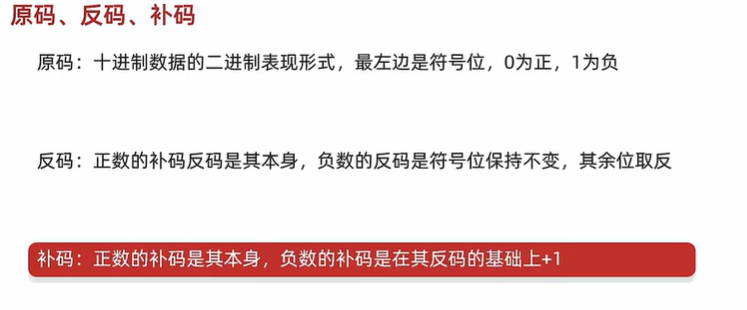 原码、反码、补码
原码：十进制数据的二进制表现形式，最左边是符号位，0为正，1为负
反码：正数的补码反码是其本身，负数的反码是符号位保持不变，其余位取反
补码：正数的补码是其本身，负数的补码是在其反码的基础上+1